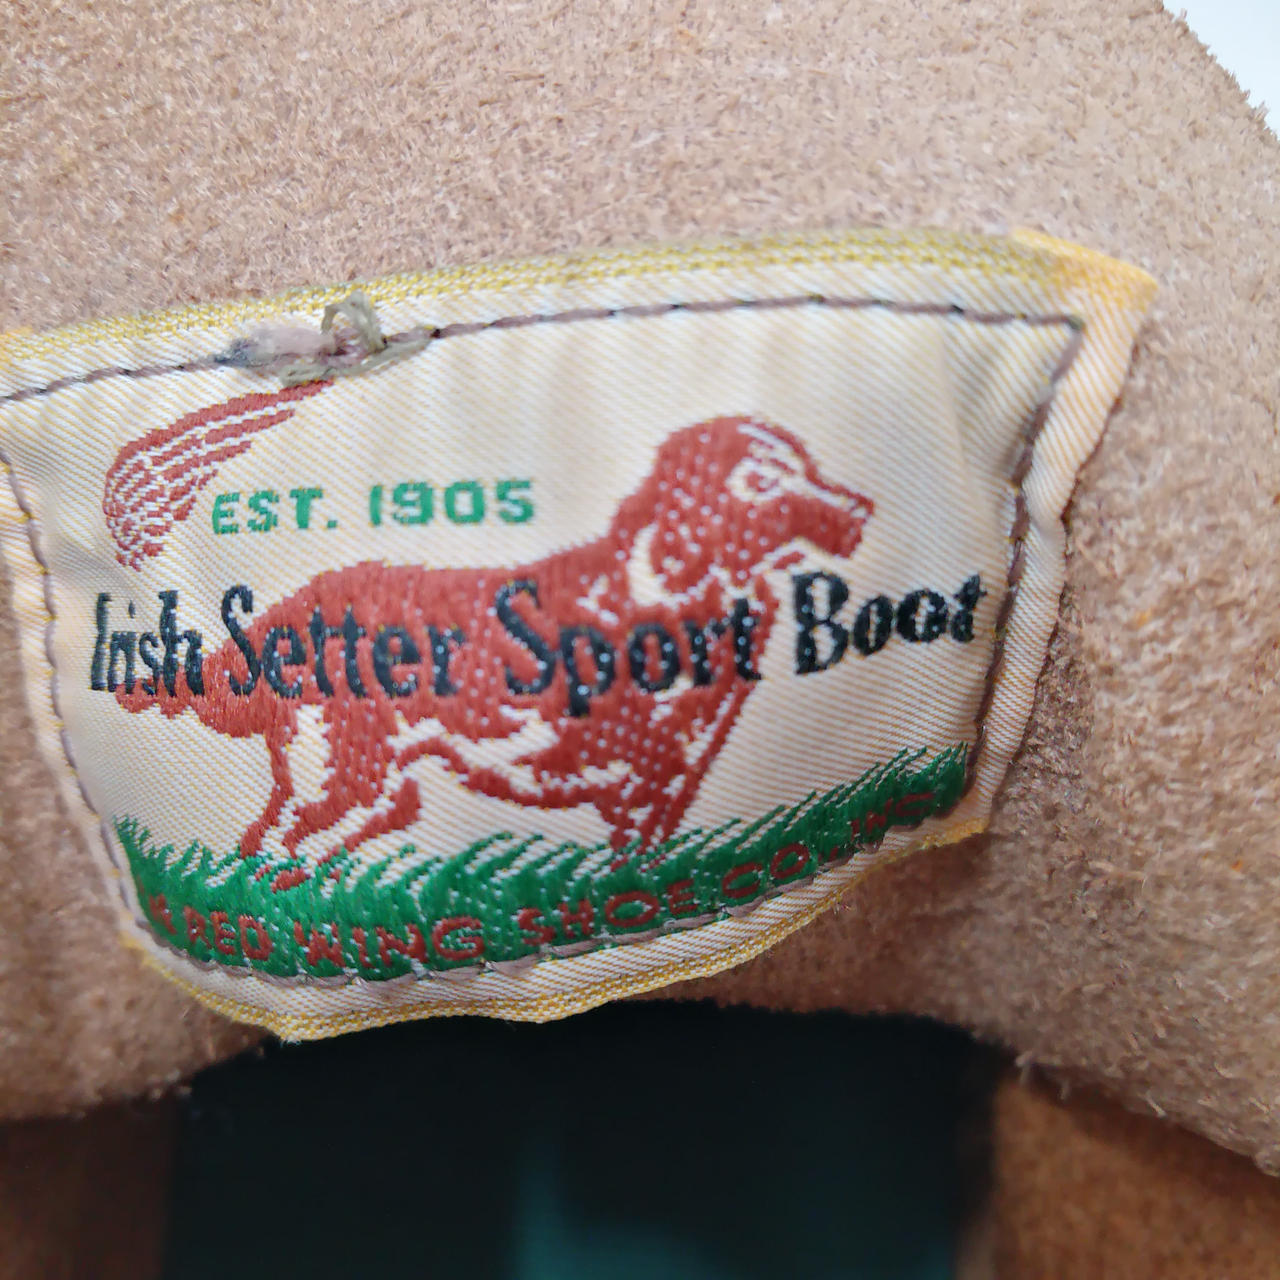 EST. 1905
Irish Setter Sport Boot
RED WING SHOE CO. INC.